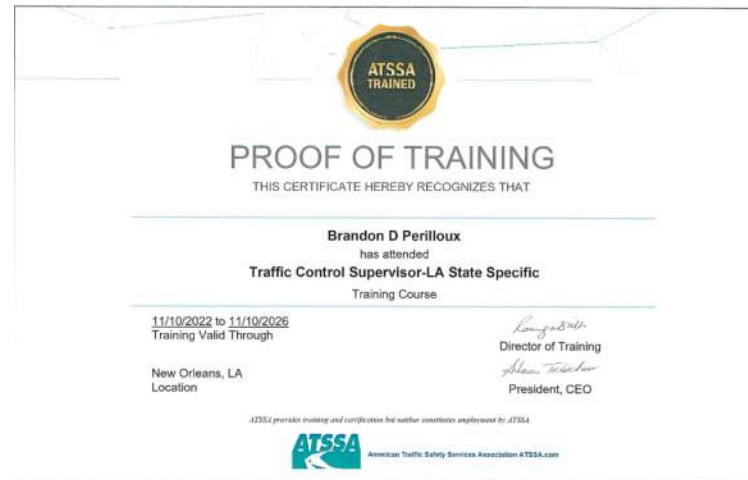 ATSSA
TRAINED
PROOF OF TRAINING
THIS CERTIFICATE HEREBY RECOGNIZES THAT
Brandon D Perilloux
has attended
Traffic Control Supervisor-LA State Specific
Training Course
11/10/2022 to 11/10/2026
Training Valid Through
Director of Training
New Orleans, LA
Location
President, CEO
ATSSA provides training and certification but neither constitutes employment by ATSSA
ATSSA
American Traffic Safety Services Association ATSSA.com